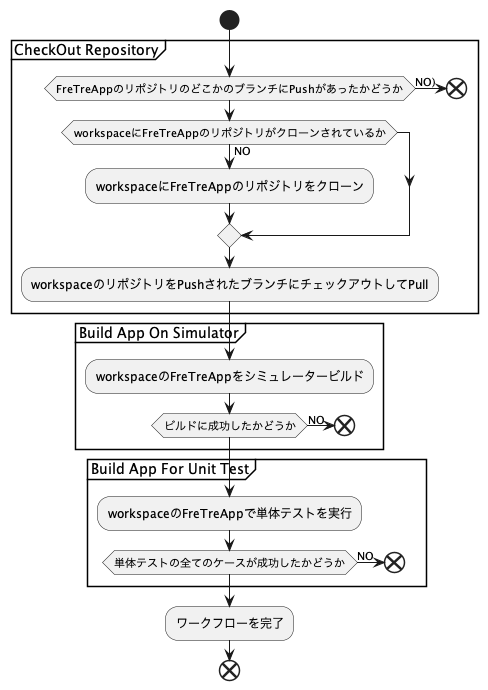 CheckOut Repository
FreTreAppのリポジトリのどこかのブランチにPushがあったかどうか
NO)
workspaceにFreTreAppのリポジトリがクローンされているか
NO
workspaceにFreTreAppのリポジトリをクローン
workspaceのリポジトリをPushされたブランチにチェックアウトしてPull
Build App On Simulator
workspaceのFreTreAppをシミュレータービルド
ビルドに成功したかどうか
NO
Build App For Unit Test
workspaceのFreTreAppで単体テストを実行
単体テストの全てのケースが成功したかどうか
NO
ワークフローを完了